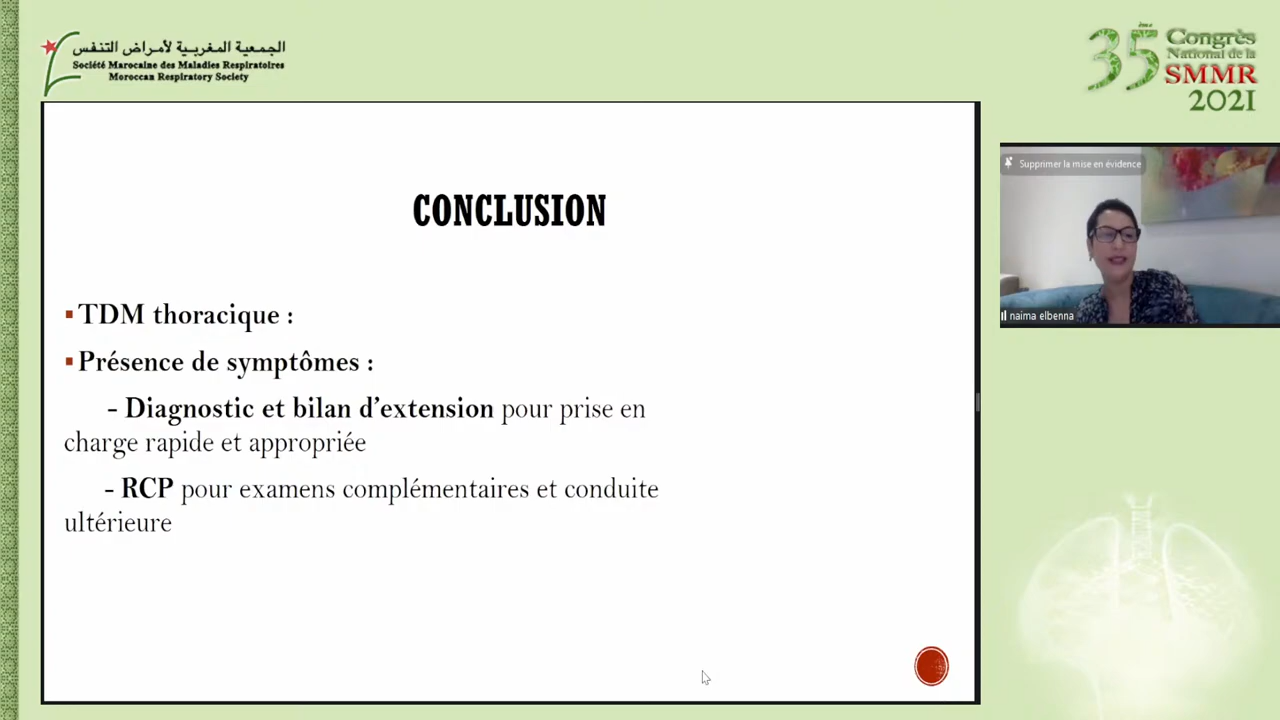 الجمعية المغربية لأمراض التنفس
Société Marocaine des Maladies Respiratoires
Moroccan Respiratory Society
35ème Congrès
National de la
SMMR
2021
Supprimer la mise en évidence
naima elbenna
CONCLUSION
▪ TDM thoracique :
▪ Présence de symptômes :
- Diagnostic et bilan d’extension pour prise en
charge rapide et appropriée
- RCP pour examens complémentaires et conduite
ultérieure